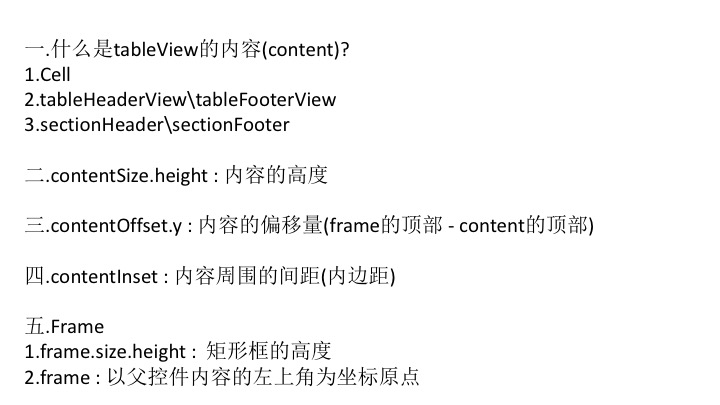 一.什么是tableView的内容(content)?
1.Cell
2.tableHeaderView\tableFooterView
3.sectionHeader\sectionFooter
二.contentSize.height : 内容的高度
三.contentOffset.y : 内容的偏移量(frame的顶部 - content的顶部)
四.contentInset : 内容周围的间距(内边距)
五.Frame
1.frame.size.height :  矩形框的高度
2.frame : 以父控件内容的左上角为坐标原点